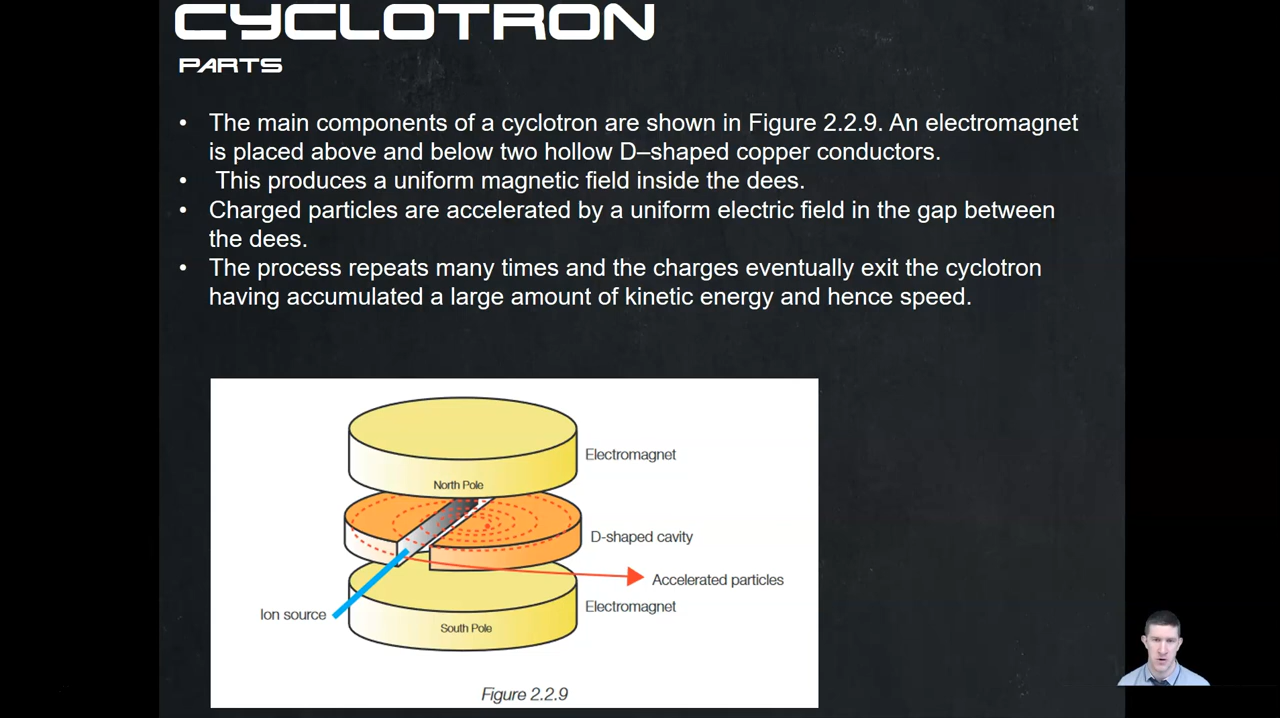 CYCLOTRON
PARTS
• The main components of a cyclotron are shown in Figure 2.2.9. An electromagnet
is placed above and below two hollow D–shaped copper conductors.
• This produces a uniform magnetic field inside the dees.
• Charged particles are accelerated by a uniform electric field in the gap between
the dees.
• The process repeats many times and the charges eventually exit the cyclotron
having accumulated a large amount of kinetic energy and hence speed.
Electromagnet
North Pole
D-shaped cavity
Accelerated particles
Electromagnet
Ion source
South Pole
Figure 2.2.9